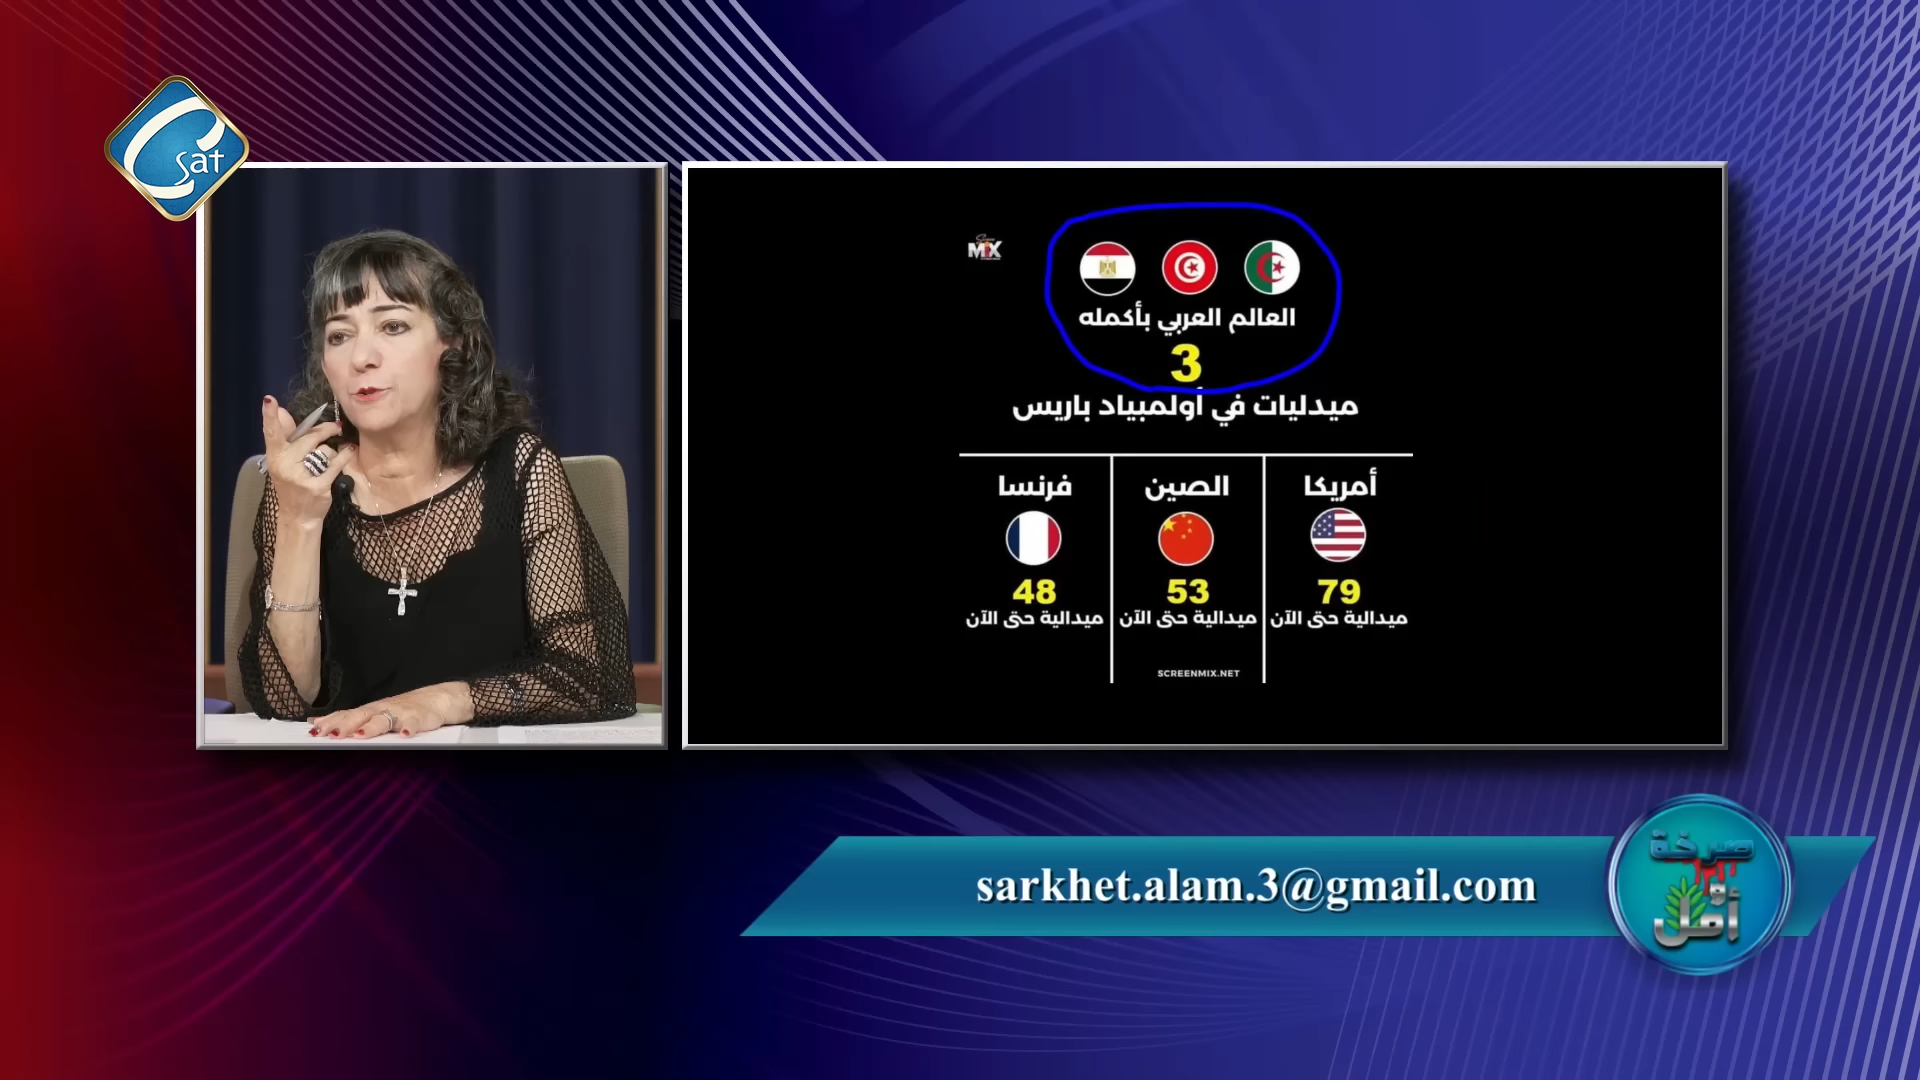 Csat
MIX
العالم العربي بأكمله
3
ميدليات في أولمبياد باريس
أمريكا
79
ميدالية حتى الآن
الصين
53
ميدالية حتى الآن
فرنسا
48
ميدالية حتى الآن
SCREENMIX.NET
sarkhet.alam.3@gmail.com
صرخة
و
أمل